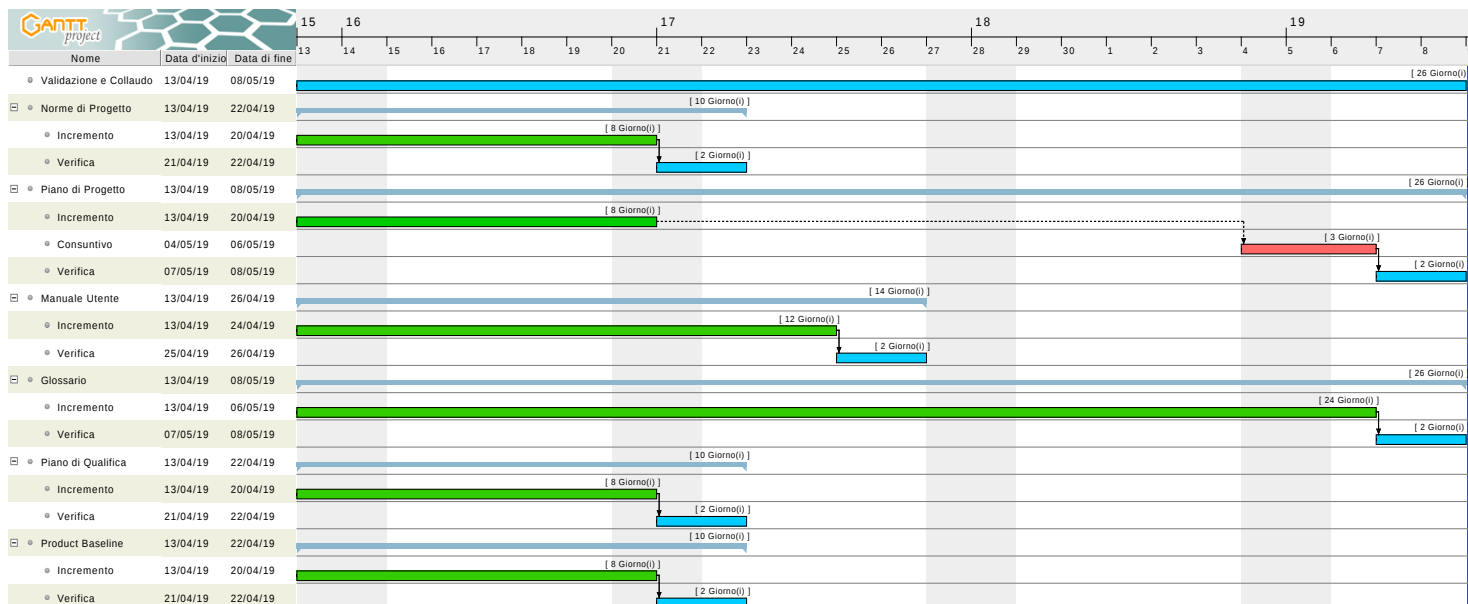 GANTT
project
15 16 17 18 19
13 14 15 16 17 18 19 20 21 22 23 24 25 26 27 28 29 30 1 2 3 4 5 6 7 8
Nome Data d'inizio Data di fine
Validazione e Collaudo 13/04/19 08/05/19 [ 26 Giorno(i)
Norme di Progetto 13/04/19 22/04/19 [ 10 Giorno(i) ]
Incremento 13/04/19 20/04/19 [ 8 Giorno(i) ]
Verifica 21/04/19 22/04/19 [ 2 Giorno(i) ]
Piano di Progetto 13/04/19 08/05/19 [ 26 Giorno(i)
Incremento 13/04/19 20/04/19 [ 8 Giorno(i) ]
Consuntivo 04/05/19 06/05/19 [ 3 Giorno(i) ]
Verifica 07/05/19 08/05/19 [ 2 Giorno(i)
Manuale Utente 13/04/19 26/04/19 [ 14 Giorno(i) ]
Incremento 13/04/19 24/04/19 [ 12 Giorno(i) ]
Verifica 25/04/19 26/04/19 [ 2 Giorno(i) ]
Glossario 13/04/19 08/05/19 [ 26 Giorno(i)
Incremento 13/04/19 06/05/19 [ 24 Giorno(i) ]
Verifica 07/05/19 08/05/19 [ 2 Giorno(i)
Piano di Qualifica 13/04/19 22/04/19 [ 10 Giorno(i) ]
Incremento 13/04/19 20/04/19 [ 8 Giorno(i) ]
Verifica 21/04/19 22/04/19 [ 2 Giorno(i) ]
Product Baseline 13/04/19 22/04/19 [ 10 Giorno(i) ]
Incremento 13/04/19 20/04/19 [ 8 Giorno(i) ]
Verifica 21/04/19 22/04/19 [ 2 Giorno(i) ]